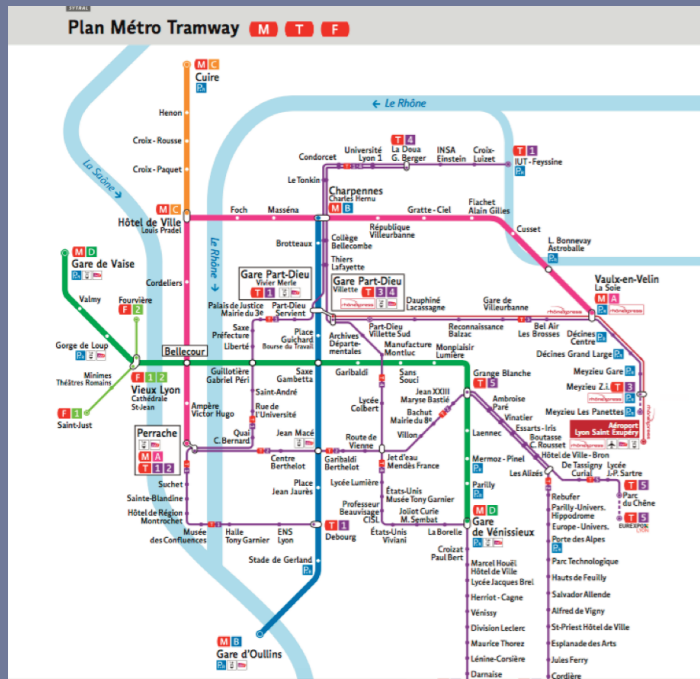 SYTRAL
Plan Métro Tramway M T F
M C
Cuire
Henon
Croix-Rousse
Croix-Paquet
← Le Rhône
La Saône →
Le Rhône →
M C
Hôtel de Ville
Louis Pradel
Foch
Masséna
Charpennes
Charles Hernu
M B
République
Villeurbanne
Gratte-Ciel
Flachet
Alain Gilles
Cusset
L. Bonnevay
Astroballe
Vaulx-en-Velin
La Soie
M A
rhônexpress
Condorcet
Université
Lyon 1
T 4
La Doua
G. Berger
INSA
Einstein
Croix-
Luizet
T 1
IUT-Feyssine
Le Tonkin
Collège
Bellecombe
Thiers
Lafayette
Brotteaux
M D
Gare de Vaise
Valmy
Gorge de Loup
Fourvière
F 2
Minimes
Théâtres Romains
F 1
Saint-Just
F 1 2
Vieux Lyon
Cathédrale
St-Jean
Cordeliers
Bellecour
Gare Part-Dieu
Vivier Merle
T 1
Gare Part-Dieu
Villette T 3 4
rhônexpress
Palais de Justice
Mairie du 3e
Part-Dieu
Servient
Saxe
Préfecture
Liberté
Place
Guichard
Bourse du Travail
Archives
Départe-
mentales
Part-Dieu
Villette Sud
Dauphiné
Lacassagne
Reconnaissance
Balzac
Gare de
Villeurbanne
Bel Air
Les Brosses
Décines
Centre
Décines Grand Large
Meyzieu Gare
Meyzieu Z.i. T 3
rhônexpress
Meyzieu Les Panettes
rhônexpress
Aéroport
Lyon Saint Exupéry
rhônexpress
Manufacture
Montluc
Monplaisir
Lumière
Guillotière
Gabriel Péri
Saxe
Gambetta
Garibaldi
Sans
Souci
Grange Blanche
T 5
Saint-André
Rue de
l'Université
Ampère
Victor Hugo
Quai
C. Bernard
Jean Macé
Perrache
M A
T 1 2
Centre
Berthelot
Garibaldi
Berthelot
Route de
Vienne
Lycée
Colbert
Jean XXIII
Maryse Bastié
Bachut
Mairie du 8e
Villon
Jet d'eau
Mendès France
Ambroise
Paré
Vinatier
Essarts-Iris
Boutasse
C. Rousset
Hôtel de Ville-Bron
Les Alizés
De Tassigny
Curial
Lycée
J.-P. Sartre
T 5
Parc
du Chêne
T 5
EUREXPO
Laennec
Mermoz-Pinel
Parilly
M D
Gare
de Vénissieux
Suchet
Sainte-Blandine
Hôtel de Région
Montrochet
Musée
des Confluences
Halle
Tony Garnier
ENS
Lyon
T 1
Debourg
Place
Jean Jaurès
Stade de Gerland
M B
Gare d'Oullins
Lycée Lumière
États-Unis
Musée Tony Garnier
Professeur
Beauvisage
CISL
Joliot Curie
M. Sembat
États-Unis
Viviani
La Borelle
Croizat
Paul Bert
Marcel Houël
Hôtel de Ville
Lycée Jacques Brel
Herriot-Cagne
Vénissy
Division Leclerc
Maurice Thorez
Lénine-Corsière
Darnaise
Rebufer
Parilly-Univers.
Hippodrome
Europe-Univers.
Porte des Alpes
Parc Technologique
Hauts de Feuilly
Salvador Allende
Alfred de Vigny
St-Priest Hôtel de Ville
Esplanade des Arts
Jules Ferry
Cordière